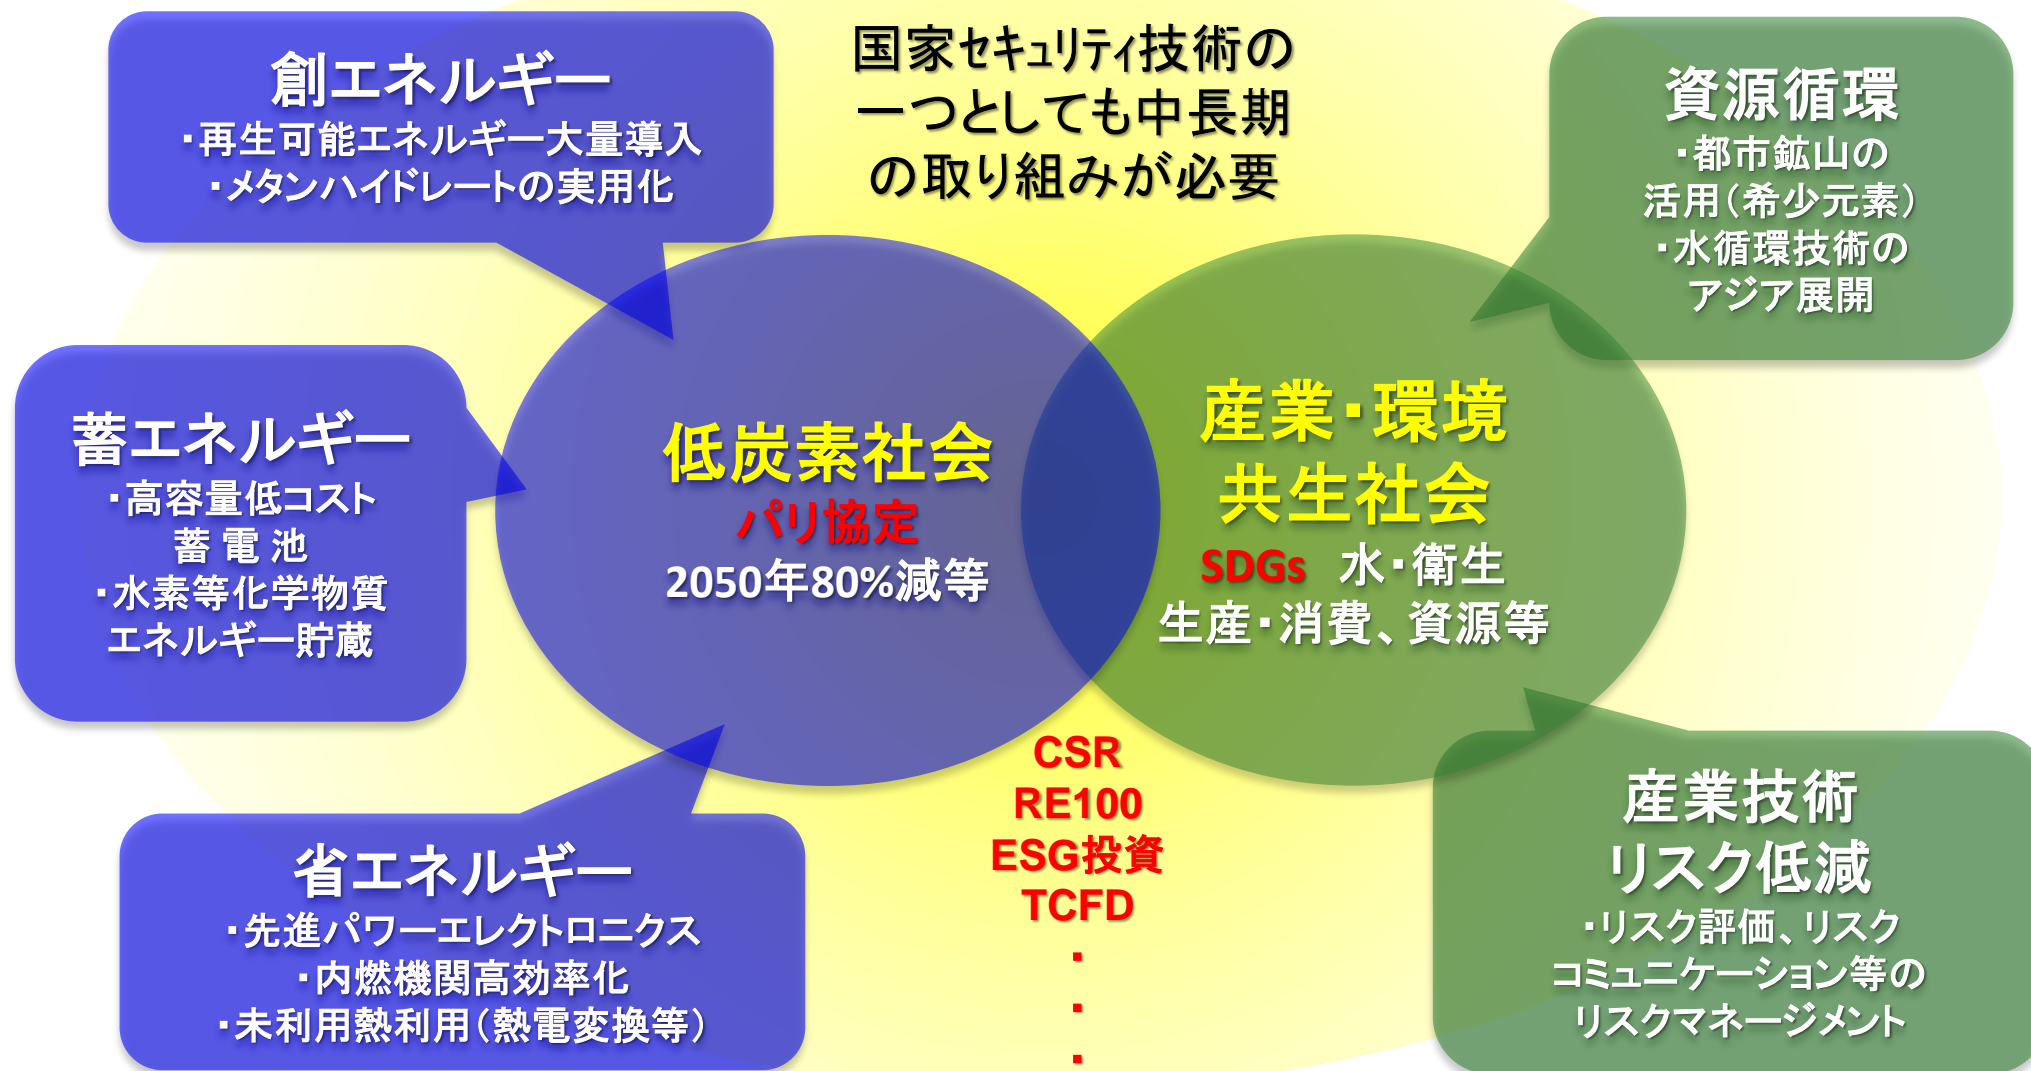 創エネルギー
・再生可能エネルギー大量導入
・メタンハイドレートの実用化
国家セキュリティ技術の
一つとしても中長期
の取り組みが必要
資源循環
・都市鉱山の
活用（希少元素）
・水循環技術の
アジア展開
蓄エネルギー
・高容量低コスト
蓄 電 池
・水素等化学物質
エネルギー貯蔵
低炭素社会
パリ協定
2050年80%減等
産業・環境
共生社会
SDGs　水・衛生
生産・消費、資源等
省エネルギー
・先進パワーエレクトロニクス
・内燃機関高効率化
・未利用熱利用（熱電変換等）
CSR
RE100
ESG投資
TCFD
・
・
・
産業技術
リスク低減
・リスク評価、リスク
コミュニケーション等の
リスクマネージメント